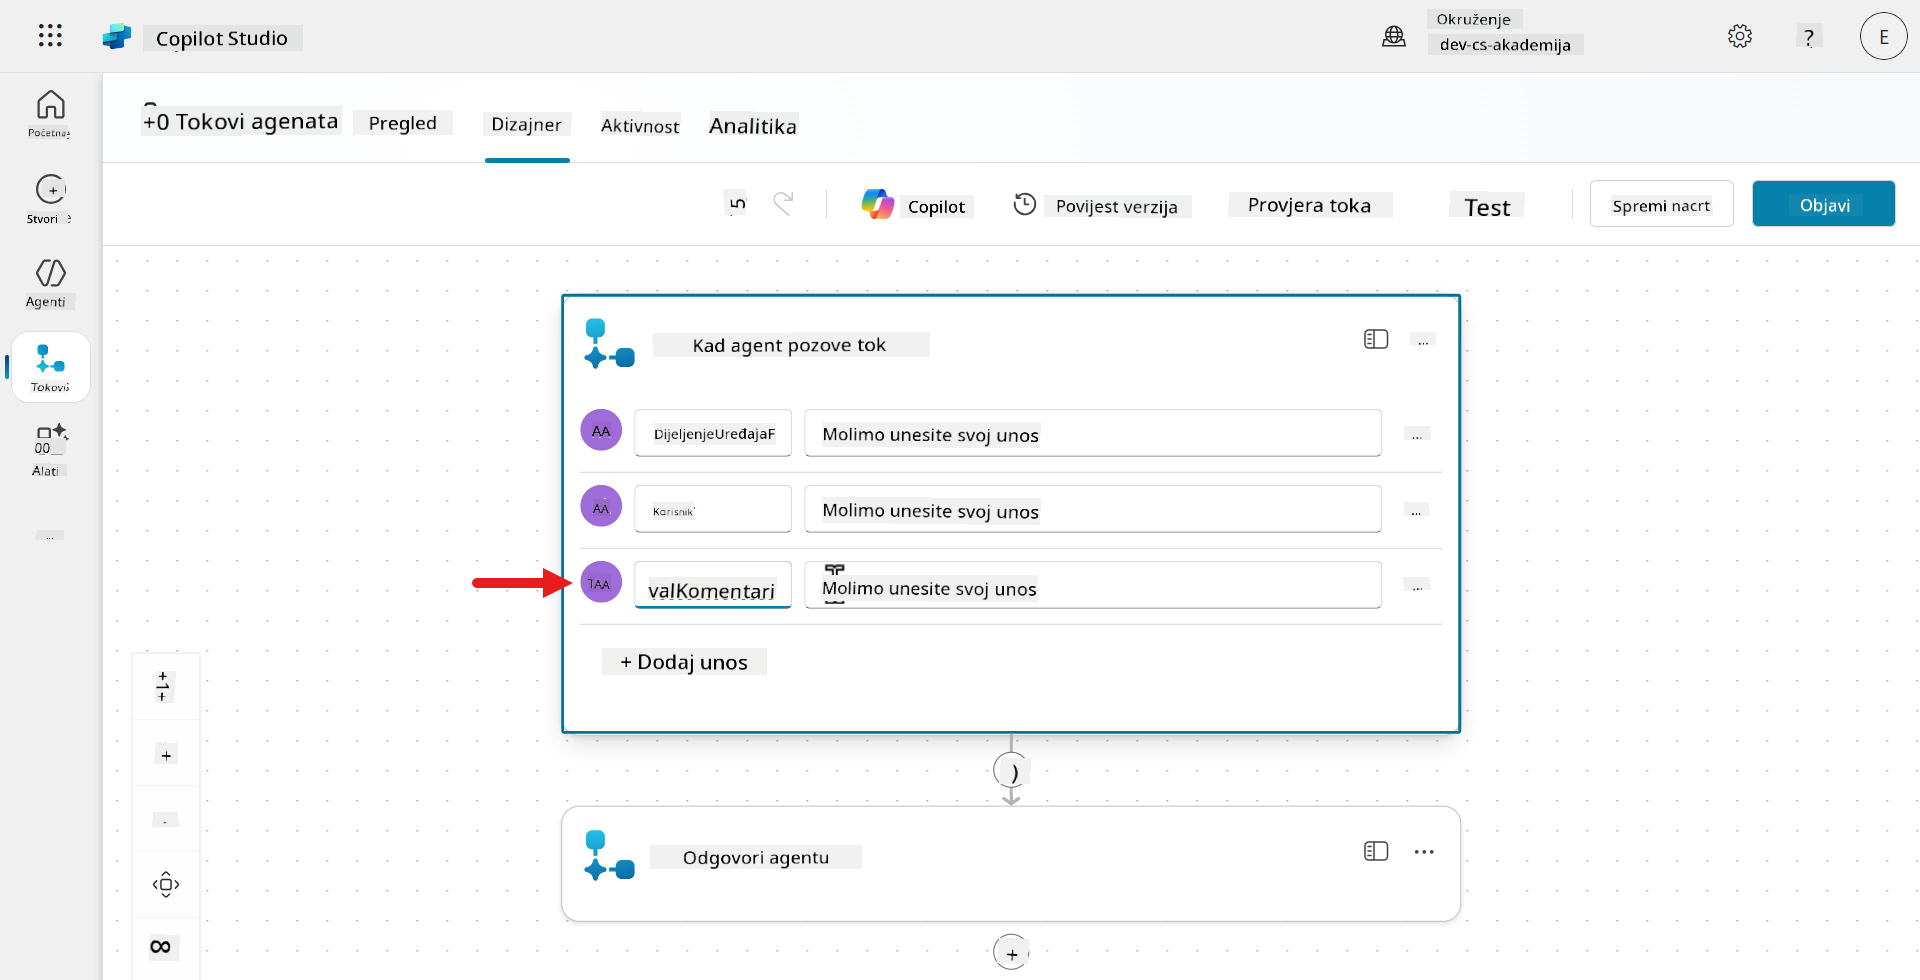 Copilot Studio
Okruženje
dev-cs-akademija
?
E
Početna
Stvori
Agenti
Tokovi
Alati
+0 Tokovi agenata
Pregled
Dizajner
Aktivnost
Analitika
Copilot
Povijest verzija
Provjera toka
Test
Spremi nacrt
Objavi
Kad agent pozove tok
AA
DijeljenjeUređajaF
Molimo unesite svoj unos
AA
Korisnik
Molimo unesite svoj unos
TAA
valKomentari
Molimo unesite svoj unos
+ Dodaj unos
Odgovori agentu